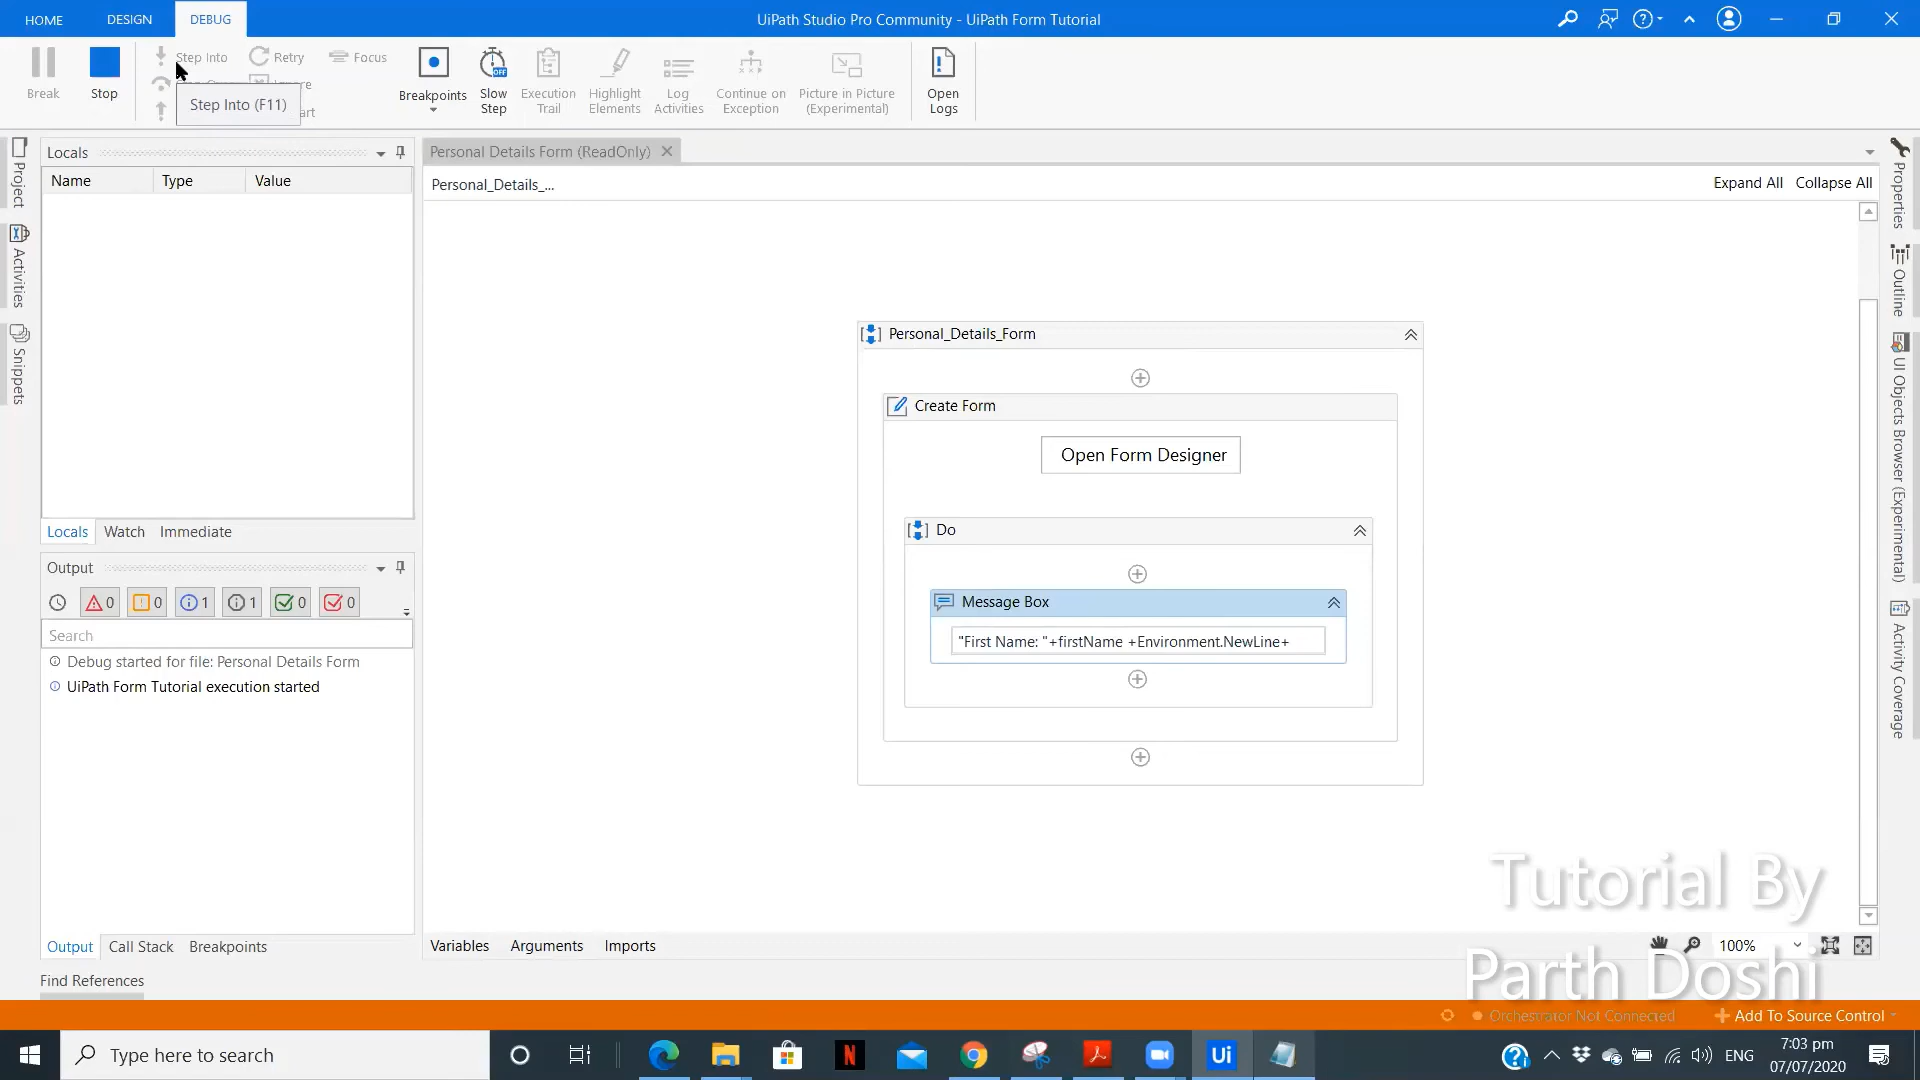 HOME
DESIGN
DEBUG
UiPath Studio Pro Community - UiPath Form Tutorial
Break
Stop
Step Into
Retry
Focus
Step Into (F11)
Breakpoints
Slow
Step
Execution
Trail
Highlight
Elements
Log
Activities
Continue on
Exception
Picture in Picture
(Experimental)
Open
Logs
Project
Activities
Snippets
Locals
Name
Type
Value
Locals
Watch
Immediate
Output
0
0
1
1
0
0
Search
Debug started for file: Personal Details Form
UiPath Form Tutorial execution started
Output
Call Stack
Breakpoints
Find References
Personal Details Form (ReadOnly)
Personal_Details_...
Expand All
Collapse All
Personal_Details_Form
Create Form
Open Form Designer
Do
Message Box
"First Name: "+firstName +Environment.NewLine+
Variables
Arguments
Imports
100%
Properties
Outline
UI Objects Browser (Experimental)
Activity Coverage
Tutorial By
Parth Doshi
Orchestrator Not Connected
Add To Source Control
Type here to search
Ui
ENG
7:03 pm
07/07/2020